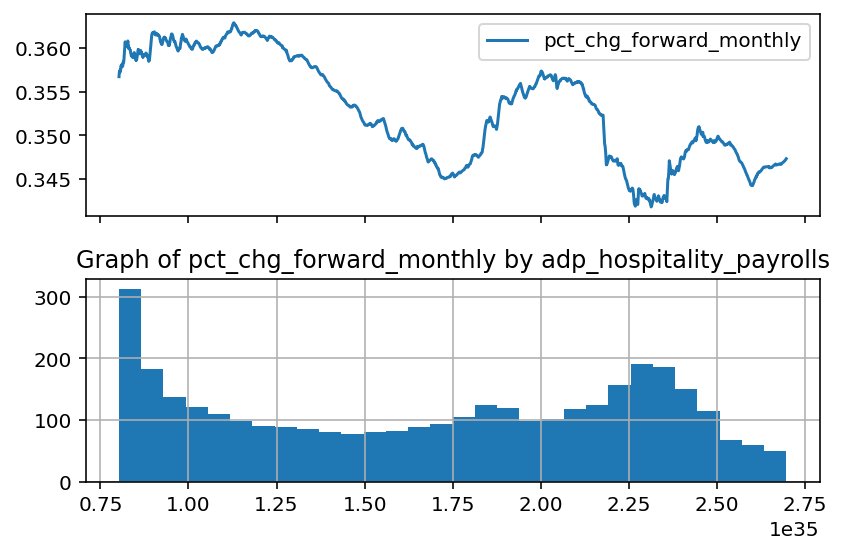 0.360
0.355
0.350
0.345
pct_chg_forward_monthly
Graph of pct_chg_forward_monthly by adp_hospitality_payrolls
300
200
100
0
0.75 1.00 1.25 1.50 1.75 2.00 2.25 2.50 2.75
1e35